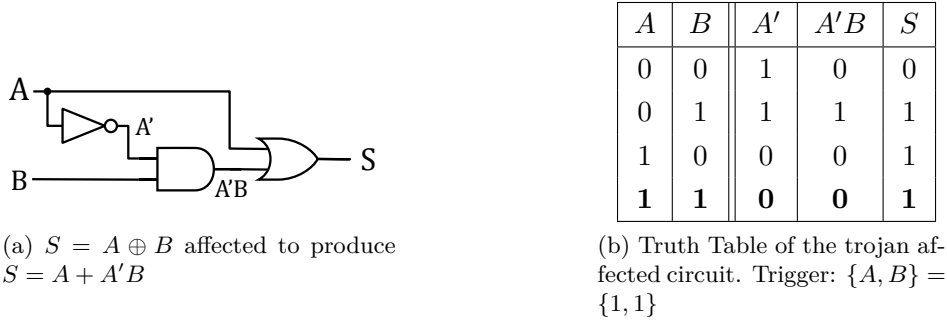 A
A'
B
A'B
S
(a) S = A ⊕ B affected to produce
S = A + A′B
A B A′ A′B S
0 0 1 0 0
0 1 1 1 1
1 0 0 0 1
1 1 0 0 1
(b) Truth Table of the trojan af-
fected circuit. Trigger: {A, B} =
{1, 1}